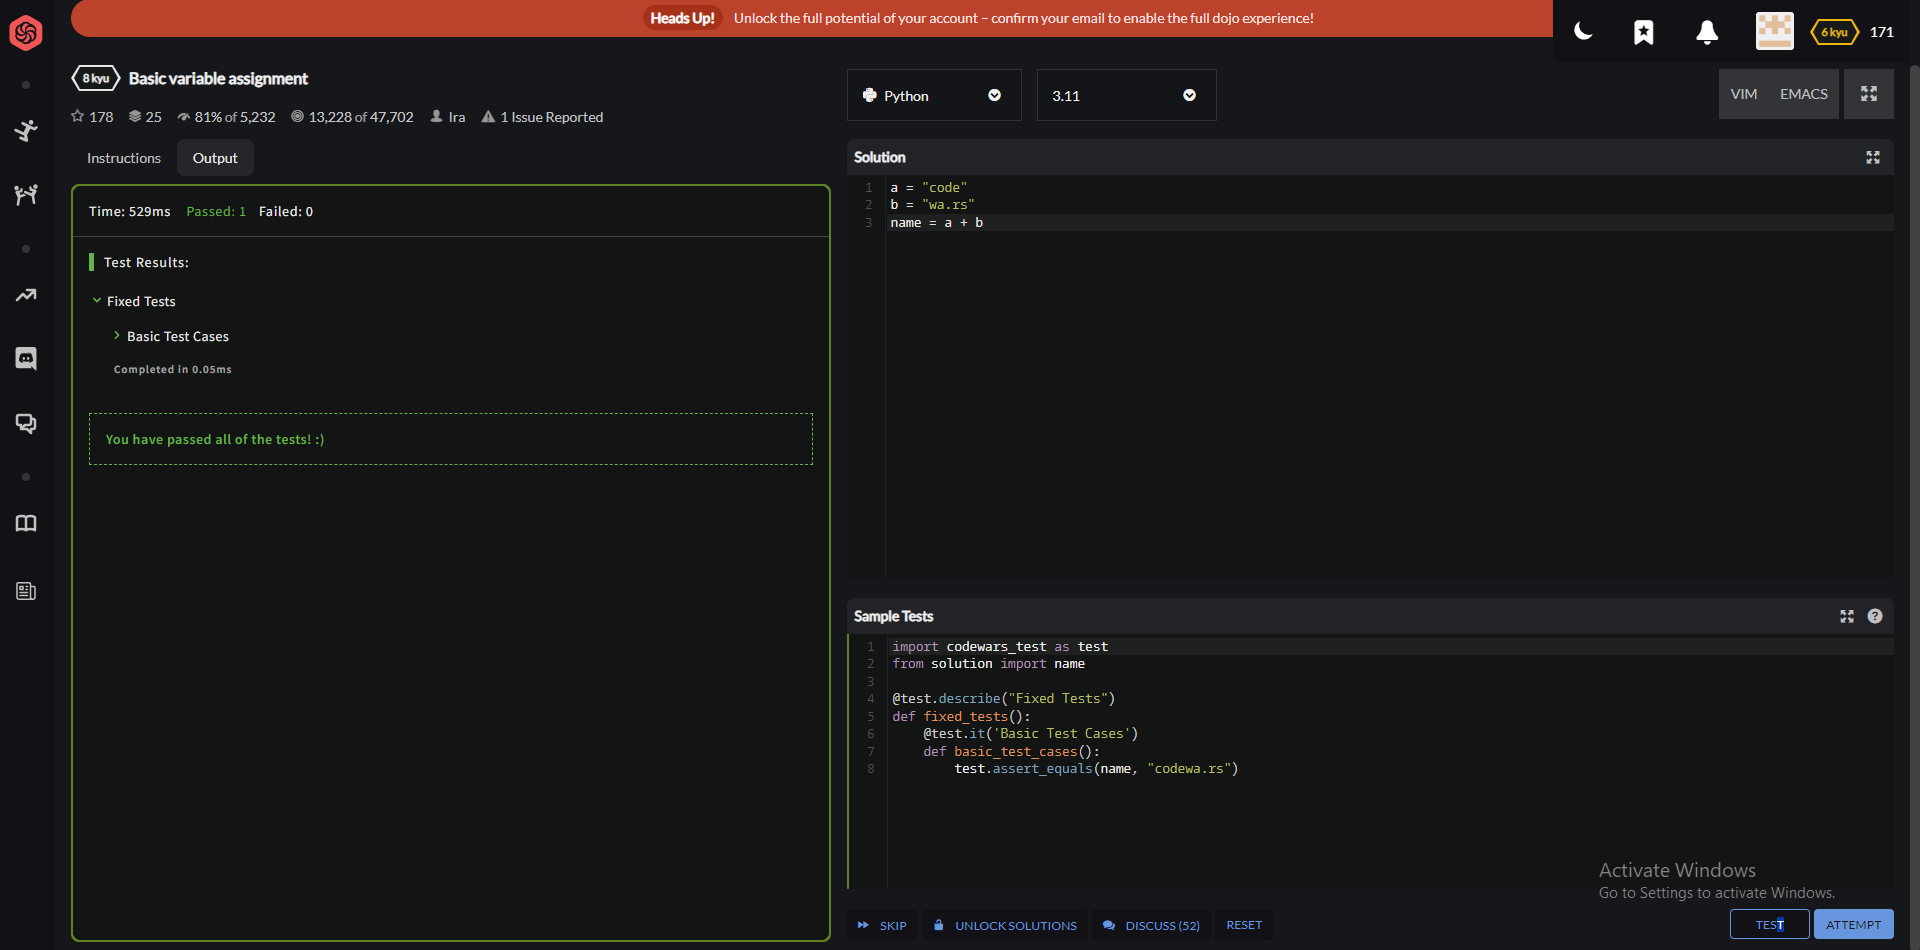 Heads Up! Unlock the full potential of your account – confirm your email to enable the full dojo experience!
6 kyu 171
8 kyu Basic variable assignment
178 25 81% of 5,232 13,228 of 47,702 Ira 1 Issue Reported
Instructions Output
Time: 529ms Passed: 1 Failed: 0
Test Results:
Fixed Tests
Basic Test Cases
Completed in 0.05ms
You have passed all of the tests! :)
Python 3.11 VIM EMACS
Solution
1 a = "code"
2 b = "wa.rs"
3 name = a + b
Sample Tests
1 import codewars_test as test
2 from solution import name
3
4 @test.describe("Fixed Tests")
5 def fixed_tests():
6     @test.it('Basic Test Cases')
7     def basic_test_cases():
8         test.assert_equals(name, "codewa.rs")
Activate Windows
Go to Settings to activate Windows.
SKIP UNLOCK SOLUTIONS DISCUSS (52) RESET TEST ATTEMPT